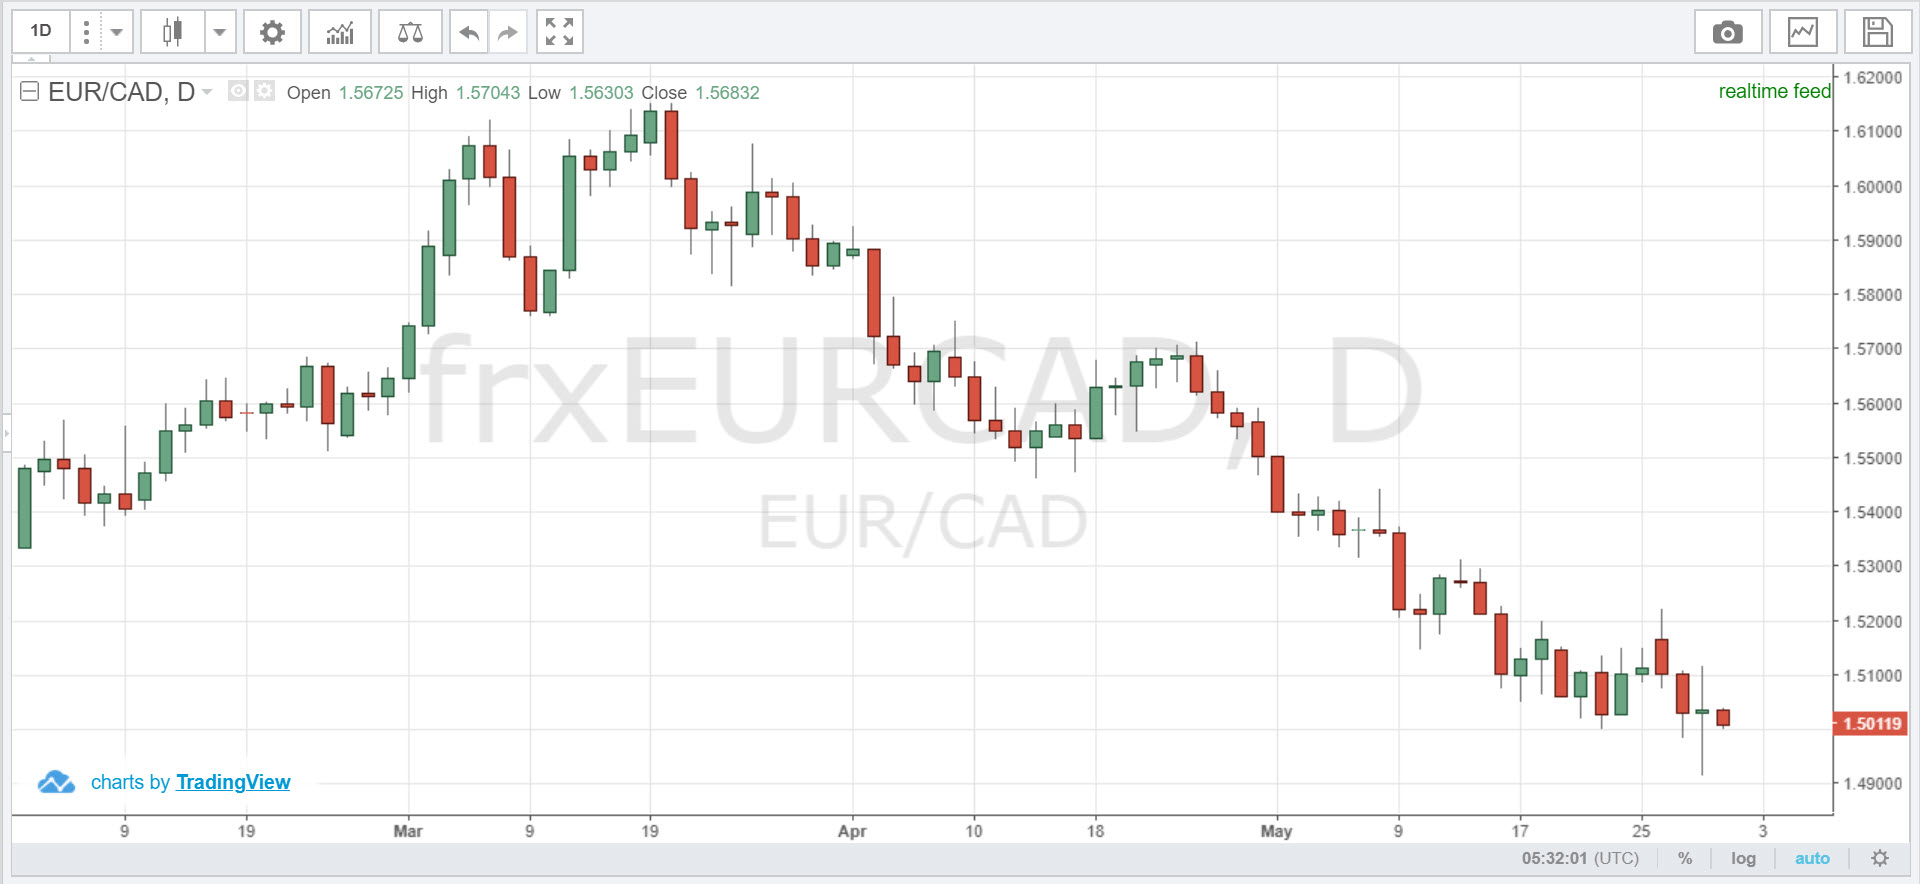 1D
EUR/CAD, D Open 1.56725 High 1.57043 Low 1.56303 Close 1.56832
realtime feed
1.62000
1.61000
1.60000
1.59000
1.58000
1.57000
1.56000
1.55000
1.54000
1.53000
1.52000
1.51000
1.50119
1.49000
frxEURCAD, D
EUR/CAD
charts by TradingView
9 19 Mar 9 19 Apr 10 18 May 9 17 25 3
05:32:01 (UTC) % log auto